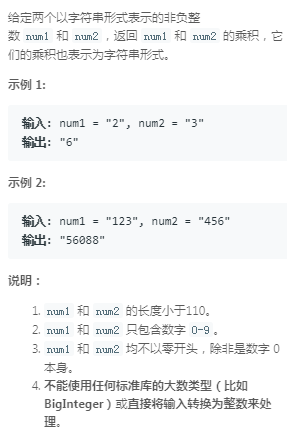 给定两个以字符串形式表示的非负整
数 num1 和 num2，返回 num1 和 num2 的乘积，它
们的乘积也表示为字符串形式。
示例 1:
输入: num1 = "2", num2 = "3"
输出: "6"
示例 2:
输入: num1 = "123", num2 = "456"
输出: "56088"
说明：
1. num1 和 num2 的长度小于110。
2. num1 和 num2 只包含数字 0-9 。
3. num1 和 num2 均不以零开头，除非是数字 0
本身。
4. 不能使用任何标准库的大数类型（比如
BigInteger）或直接将输入转换为整数来处
理。